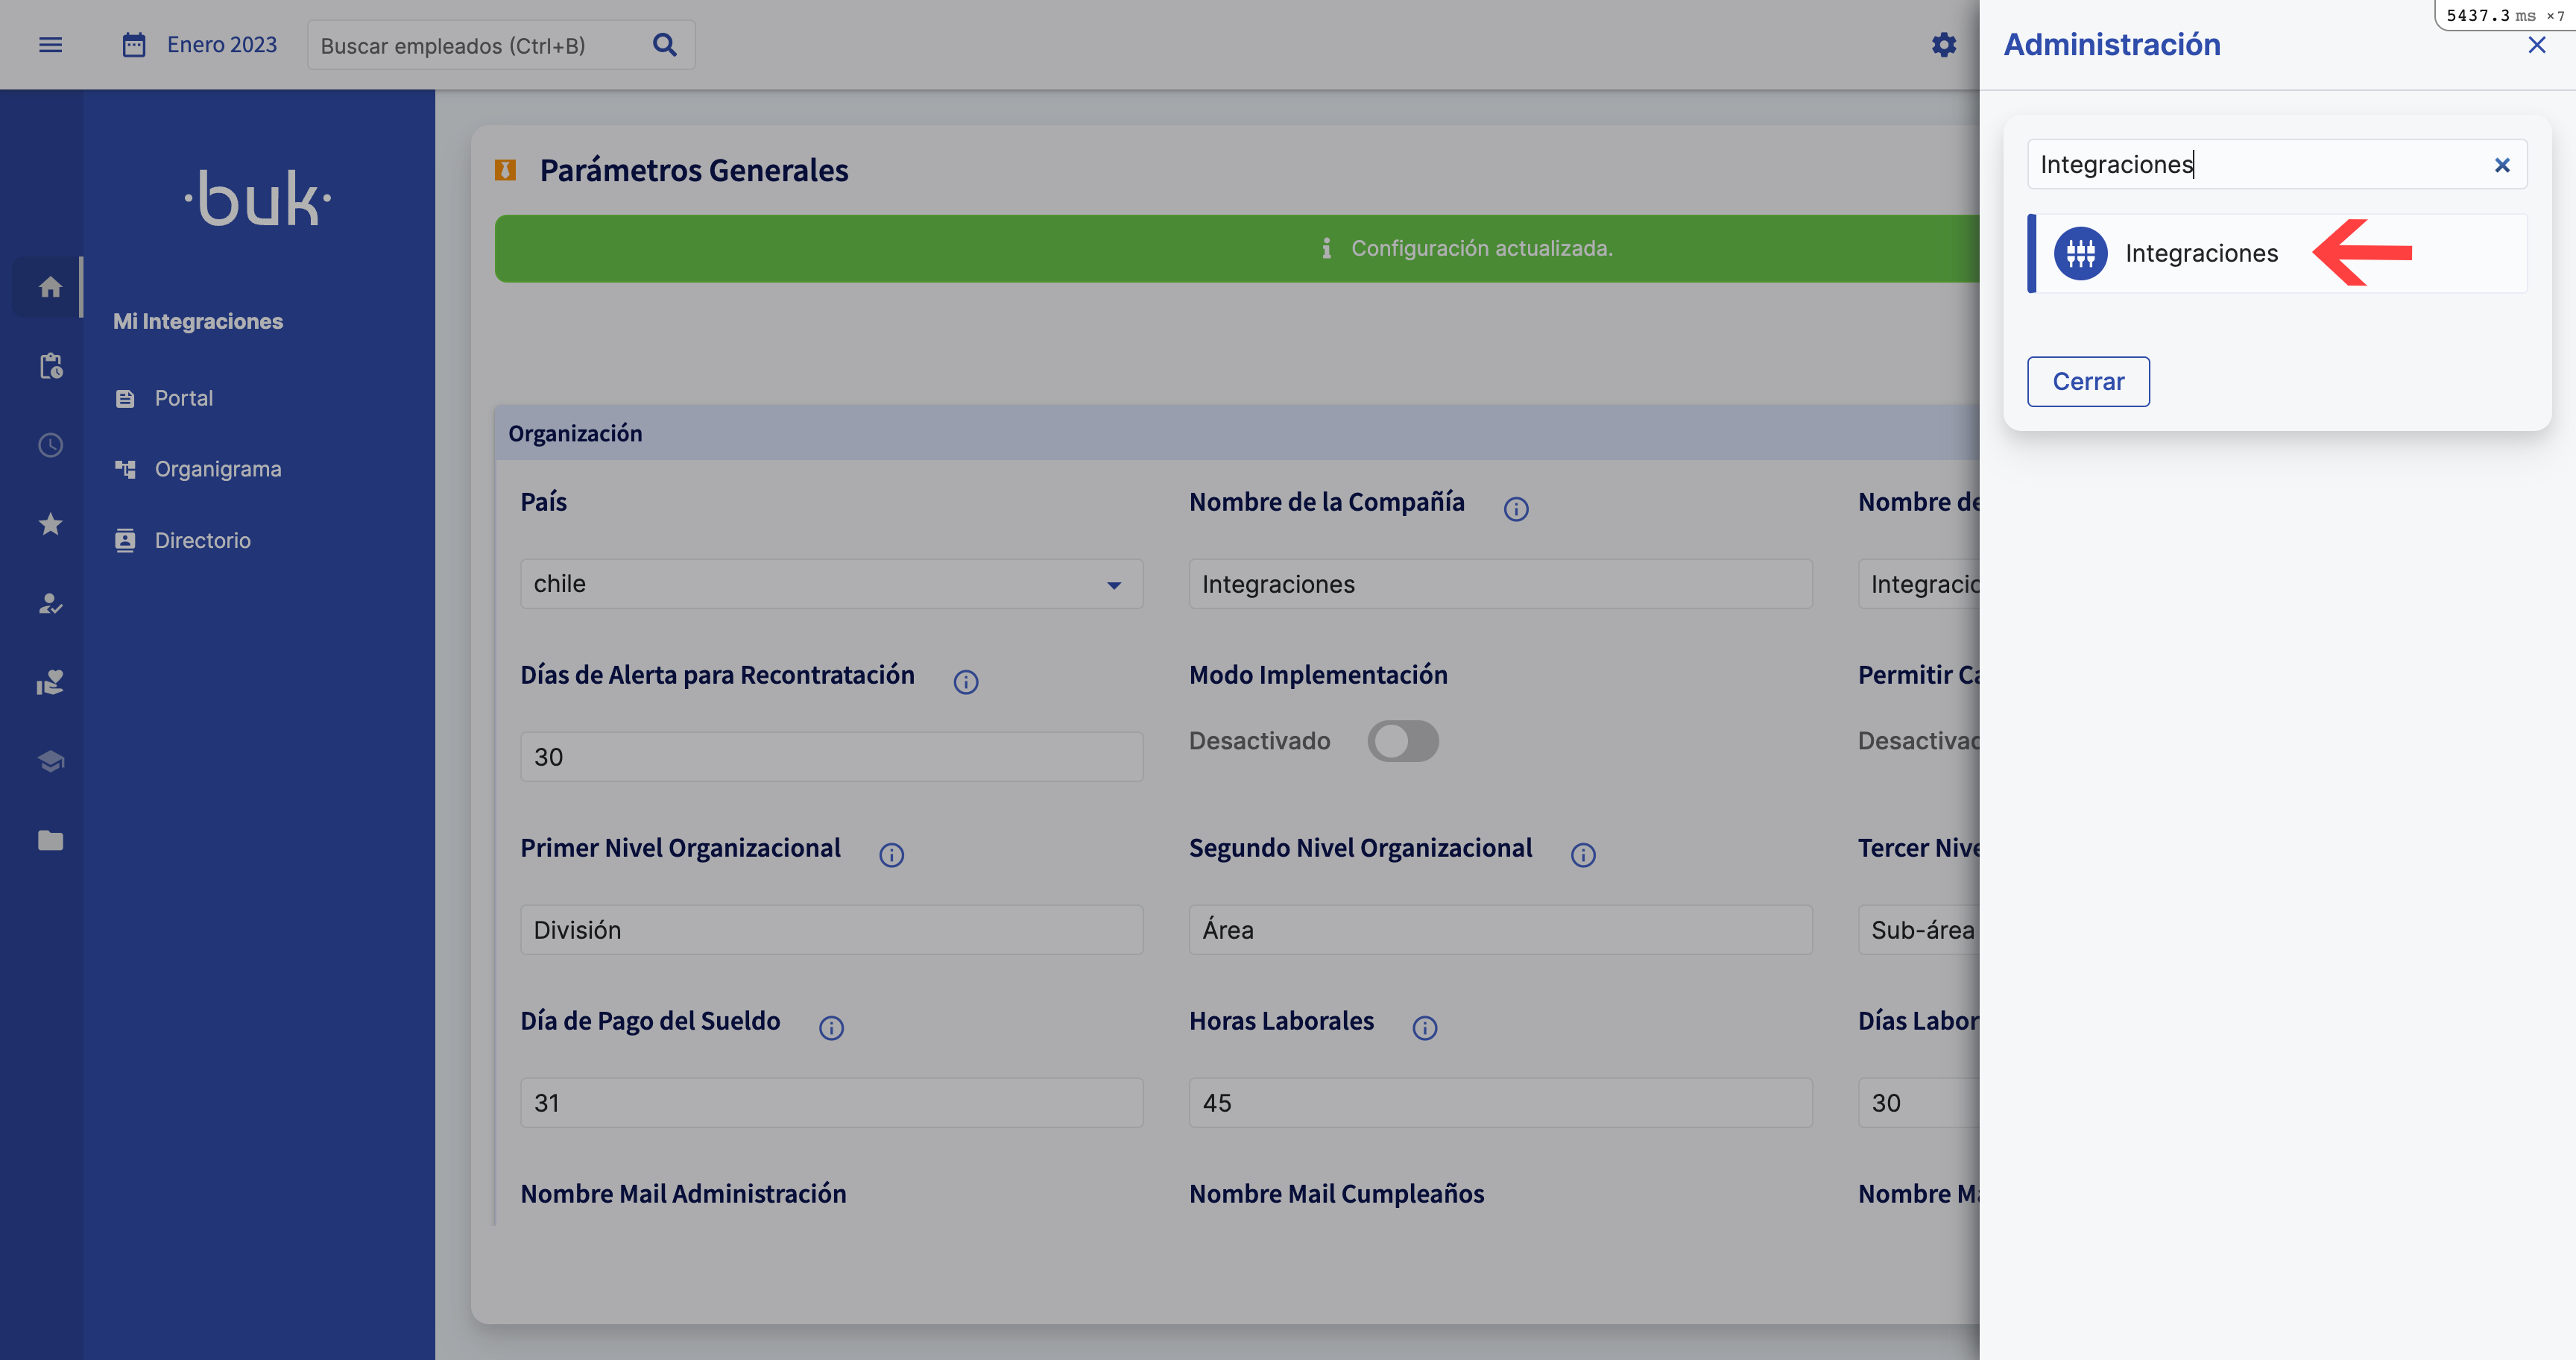 Enero 2023
Buscar empleados (Ctrl+B)
5437.3 ms ×7
Administración
Integraciones
Integraciones
Cerrar
·buk·
Mi Integraciones
Portal
Organigrama
Directorio
Parámetros Generales
Configuración actualizada.
Organización
País
Nombre de la Compañía
Nombre de
chile
Integraciones
Integracio
Días de Alerta para Recontratación
Modo Implementación
Permitir Ca
30
Desactivado
Desactivad
Primer Nivel Organizacional
Segundo Nivel Organizacional
Tercer Nive
División
Área
Sub-área
Día de Pago del Sueldo
Horas Laborales
Días Labor
31
45
30
Nombre Mail Administración
Nombre Mail Cumpleaños
Nombre Ma